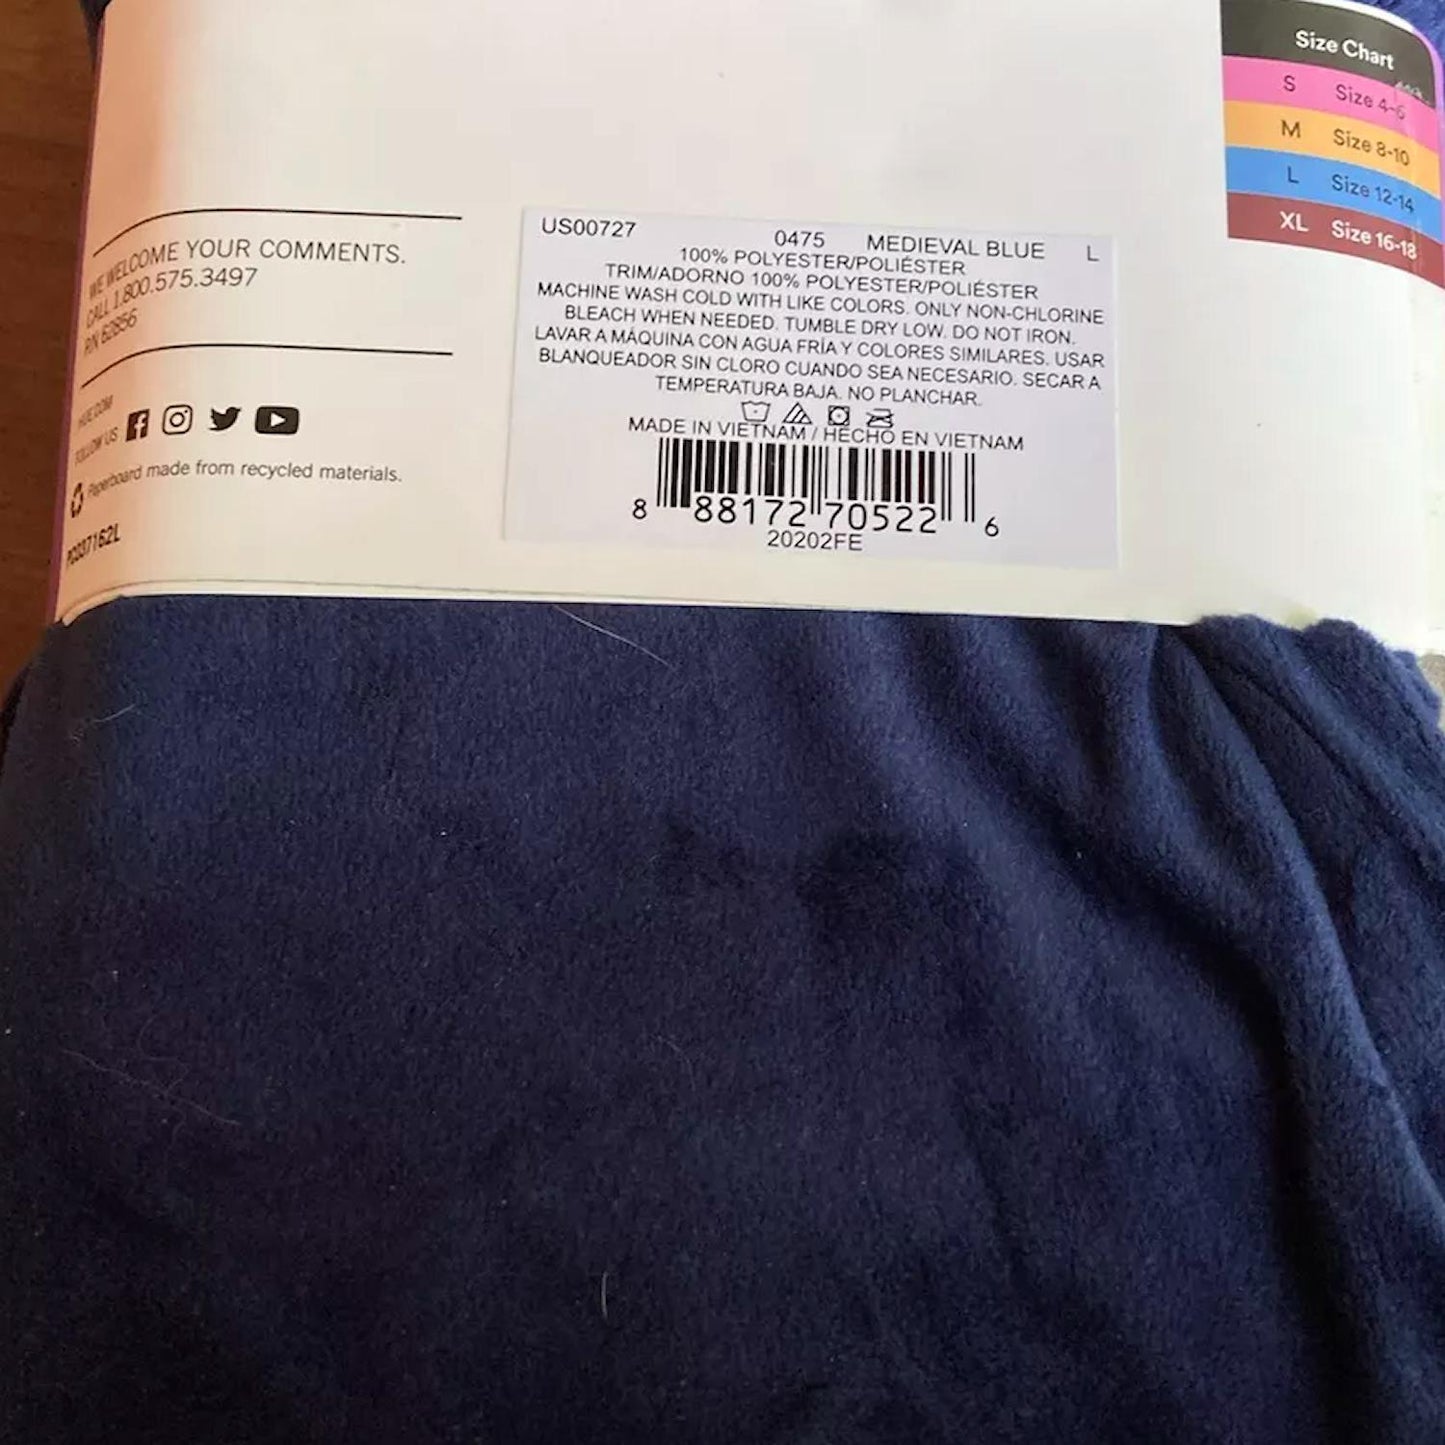 WE WELCOME YOUR COMMENTS.
CALL 1.800.575.3497
RN 62856
HUE.COM
FOLLOW US
Paperboard made from recycled materials.
US00727 0475 MEDIEVAL BLUE L
100% POLYESTER/POLIÉSTER
TRIM/ADORNO 100% POLYESTER/POLIÉSTER
MACHINE WASH COLD WITH LIKE COLORS. ONLY NON-CHLORINE
BLEACH WHEN NEEDED. TUMBLE DRY LOW. DO NOT IRON.
LAVAR A MÁQUINA CON AGUA FRÍA Y COLORES SIMILARES. USAR
BLANQUEADOR SIN CLORO CUANDO SEA NECESARIO. SECAR A
TEMPERATURA BAJA. NO PLANCHAR.
MADE IN VIETNAM / HECHO EN VIETNAM
8 88172 70522 6
20202FE
Size Chart
S Size 4-6
M Size 8-10
L Size 12-14
XL Size 16-18